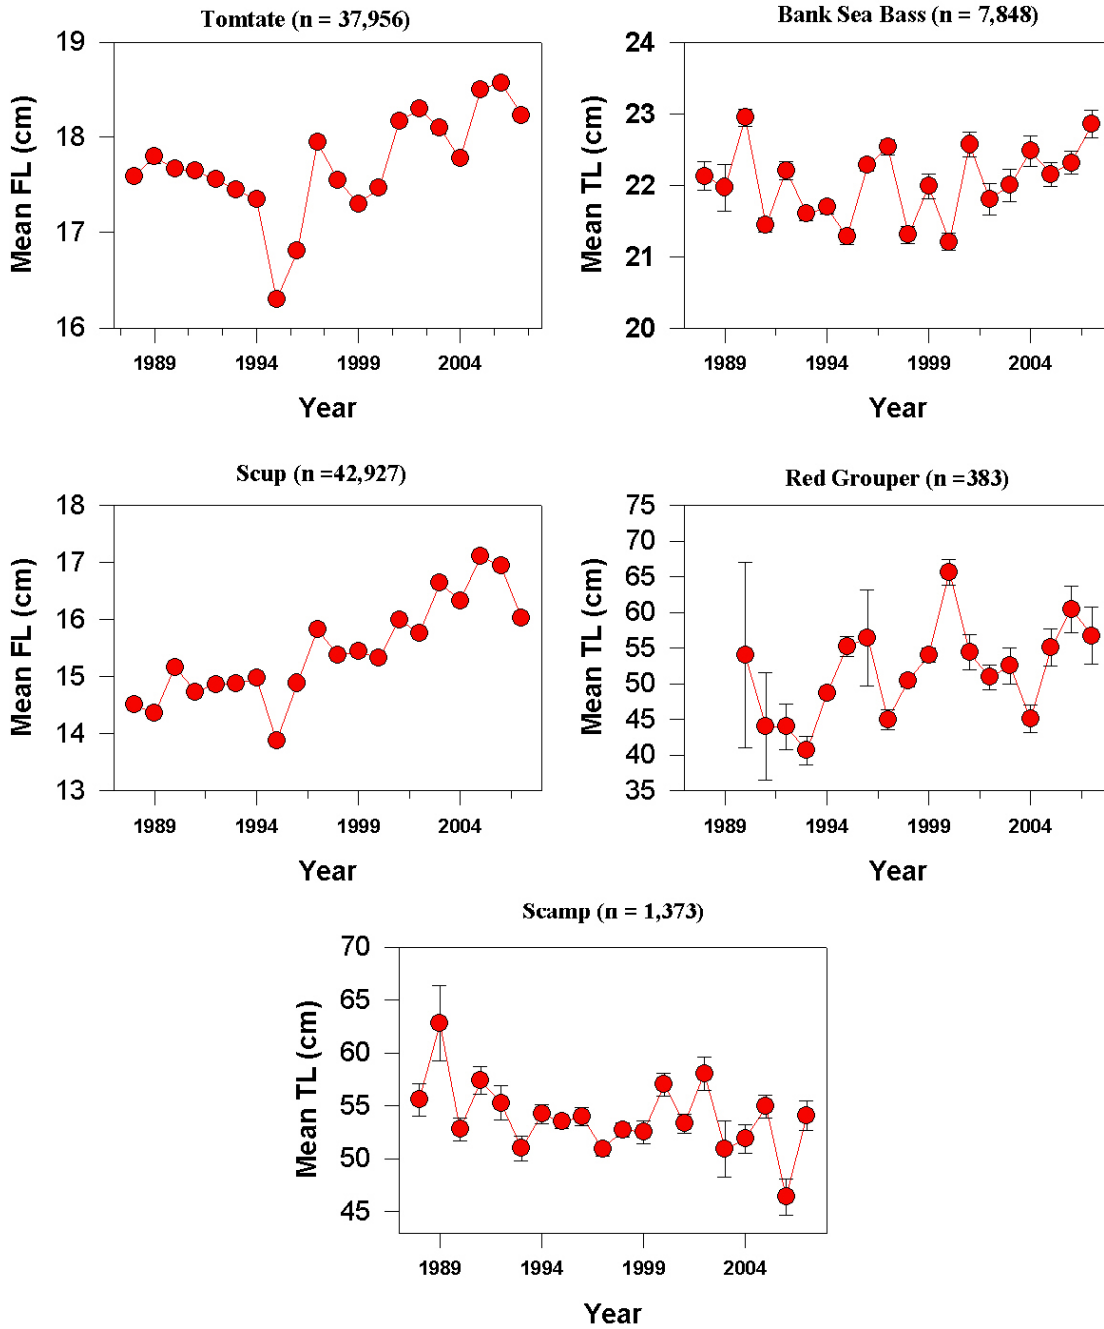 Tomtate (n = 37,956)
19
18
17
16
Mean FL (cm)
1989 1994 1999 2004
Year
Bank Sea Bass (n = 7,848)
24
23
22
21
20
Mean TL (cm)
1989 1994 1999 2004
Year
Scup (n =42,927)
18
17
16
15
14
13
Mean FL (cm)
1989 1994 1999 2004
Year
Red Grouper (n =383)
75
70
65
60
55
50
45
40
35
Mean TL (cm)
1989 1994 1999 2004
Year
Scamp (n = 1,373)
70
65
60
55
50
45
Mean TL (cm)
1989 1994 1999 2004
Year